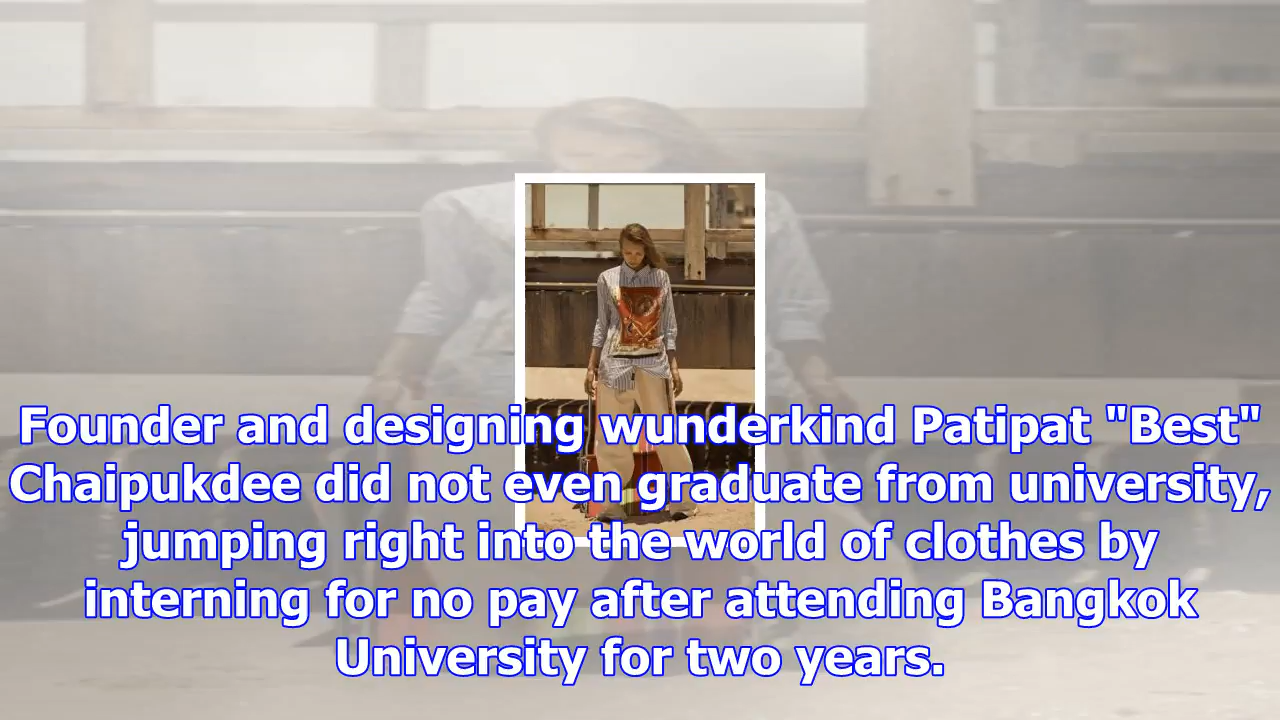 Founder and designing wunderkind Patipat "Best"
Chaipukdee did not even graduate from university,
jumping right into the world of clothes by
interning for no pay after attending Bangkok
University for two years.